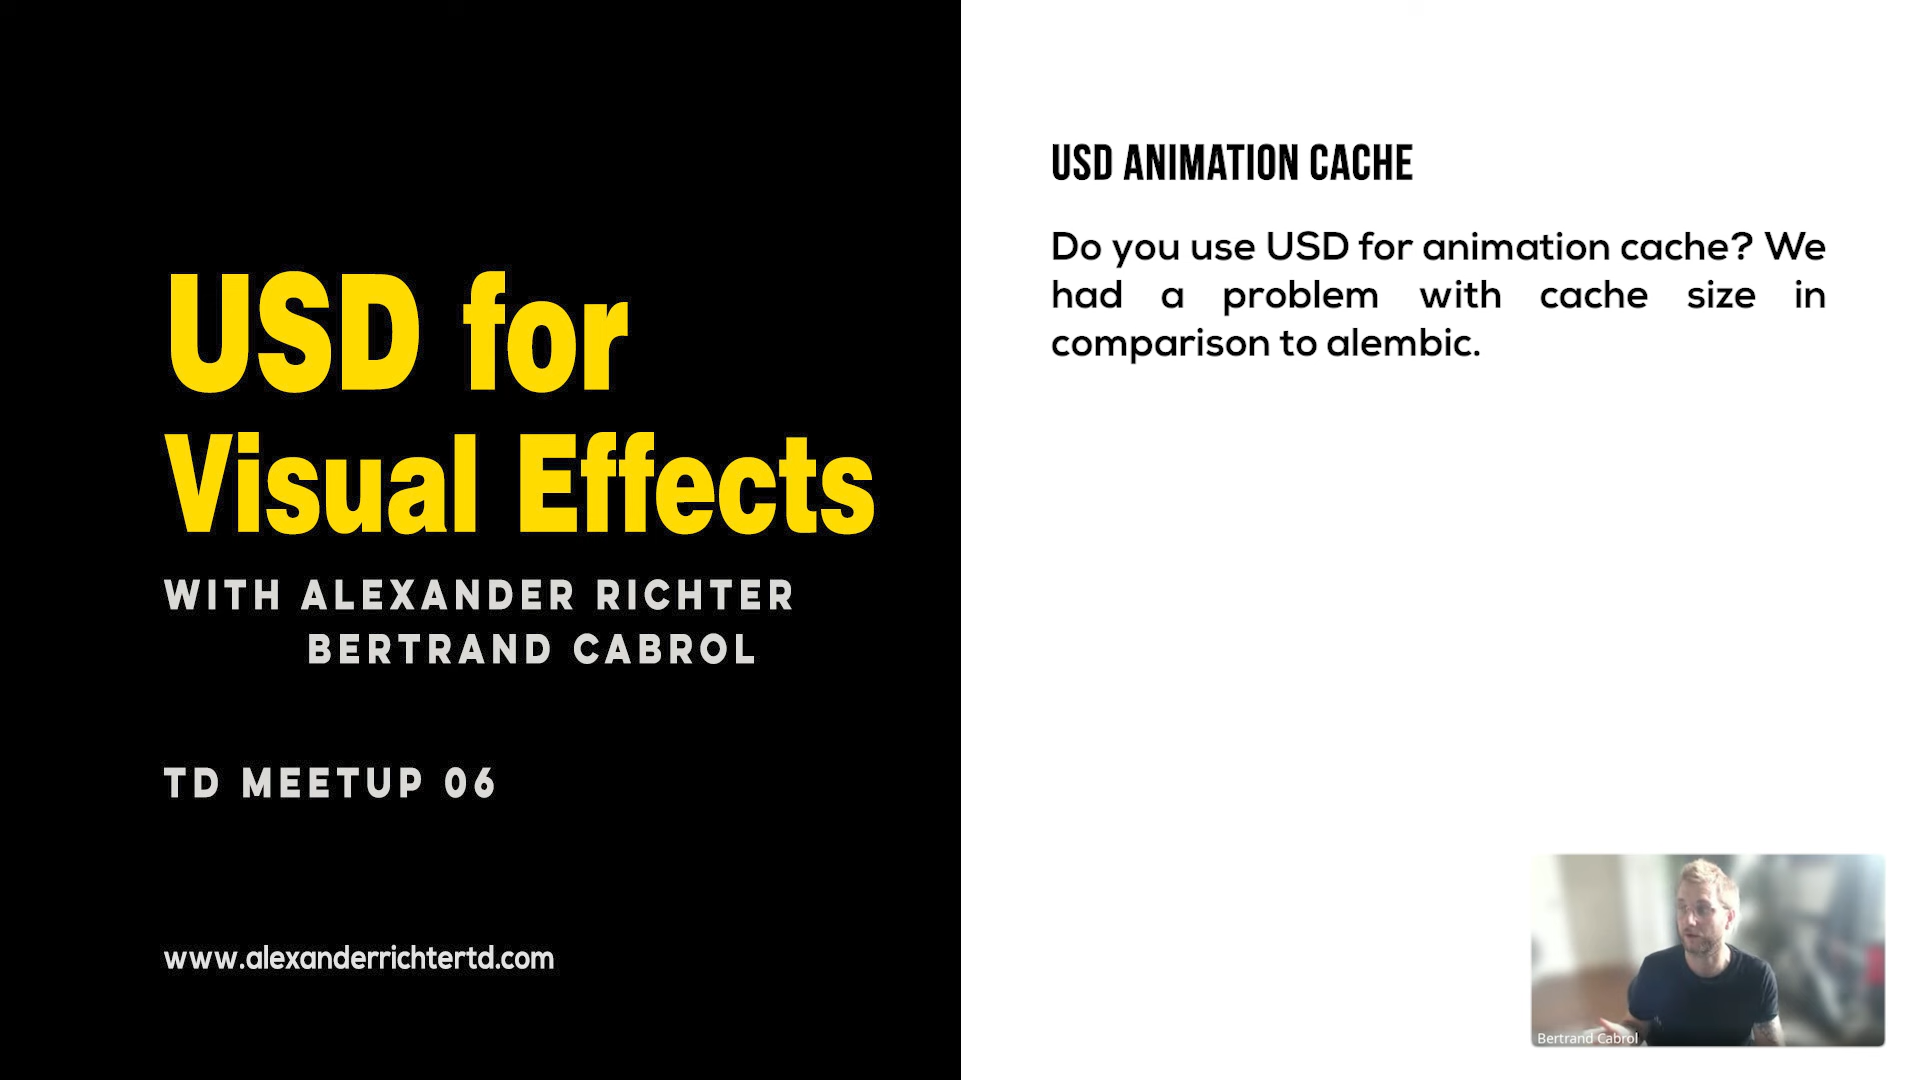 USD for
Visual Effects
WITH ALEXANDER RICHTER
BERTRAND CABROL
TD MEETUP 06
www.alexanderrichtertd.com
USD ANIMATION CACHE
Do you use USD for animation cache? We
had a problem with cache size in
comparison to alembic.
Bertrand Cabrol